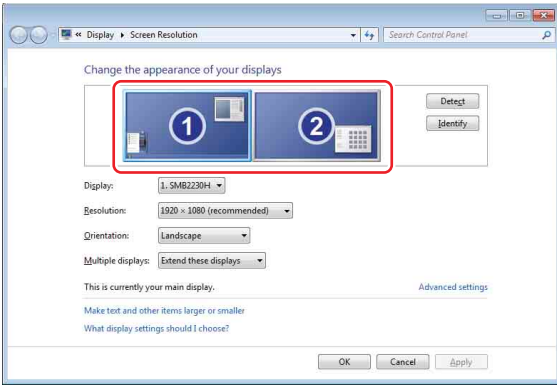 « Display ▸ Screen Resolution
Search Control Panel
Change the appearance of your displays
1
2
Detect
Identify
Display: 1. SMB2230H
Resolution: 1920 × 1080 (recommended)
Orientation: Landscape
Multiple displays: Extend these displays
This is currently your main display.
Advanced settings
Make text and other items larger or smaller
What display settings should I choose?
OK
Cancel
Apply